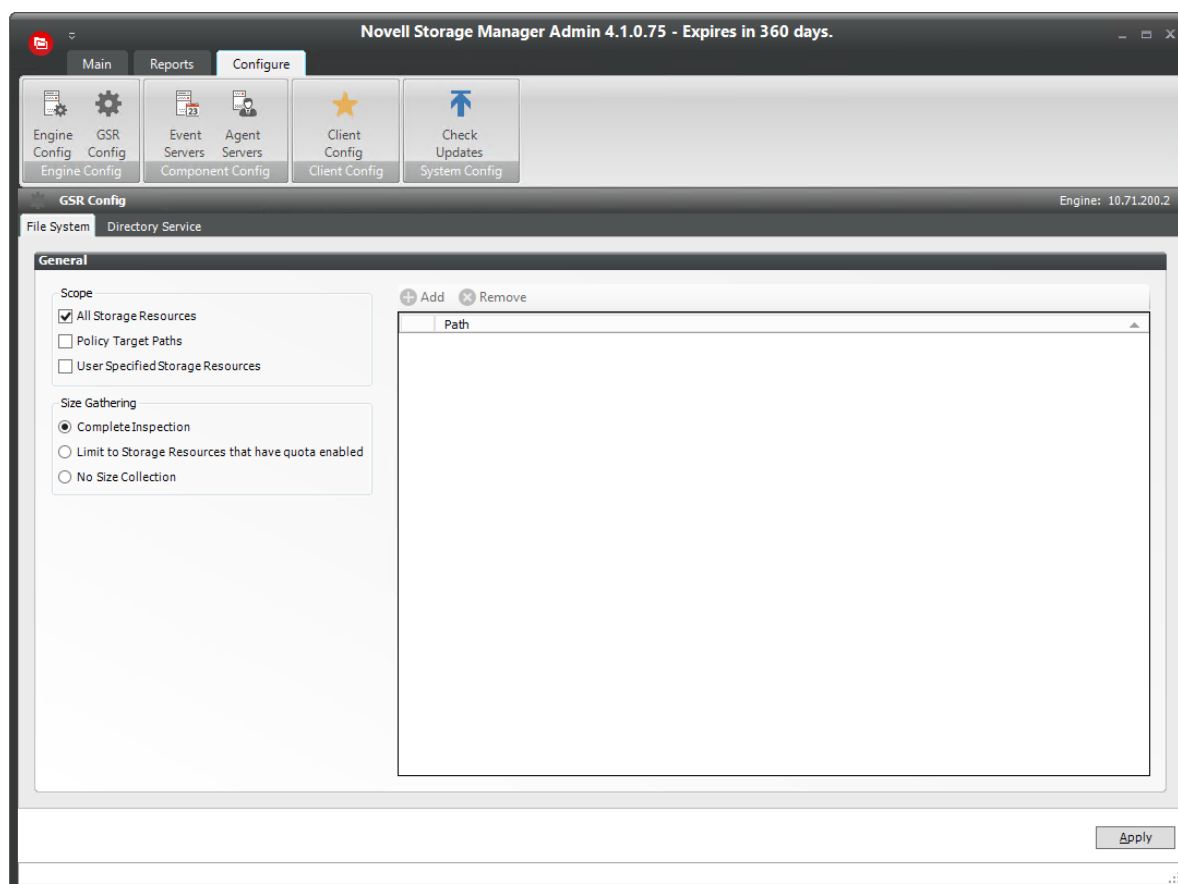 Novell Storage Manager Admin 4.1.0.75 - Expires in 360 days.
Main Reports Configure
Engine Config GSR Config Event Servers Agent Servers Client Config Check Updates
Engine Config Component Config Client Config System Config
GSR Config Engine: 10.71.200.2
File System Directory Service
General
Scope
Add Remove
All Storage Resources
Path
Policy Target Paths
User Specified Storage Resources
Size Gathering
Complete Inspection
Limit to Storage Resources that have quota enabled
No Size Collection
Apply